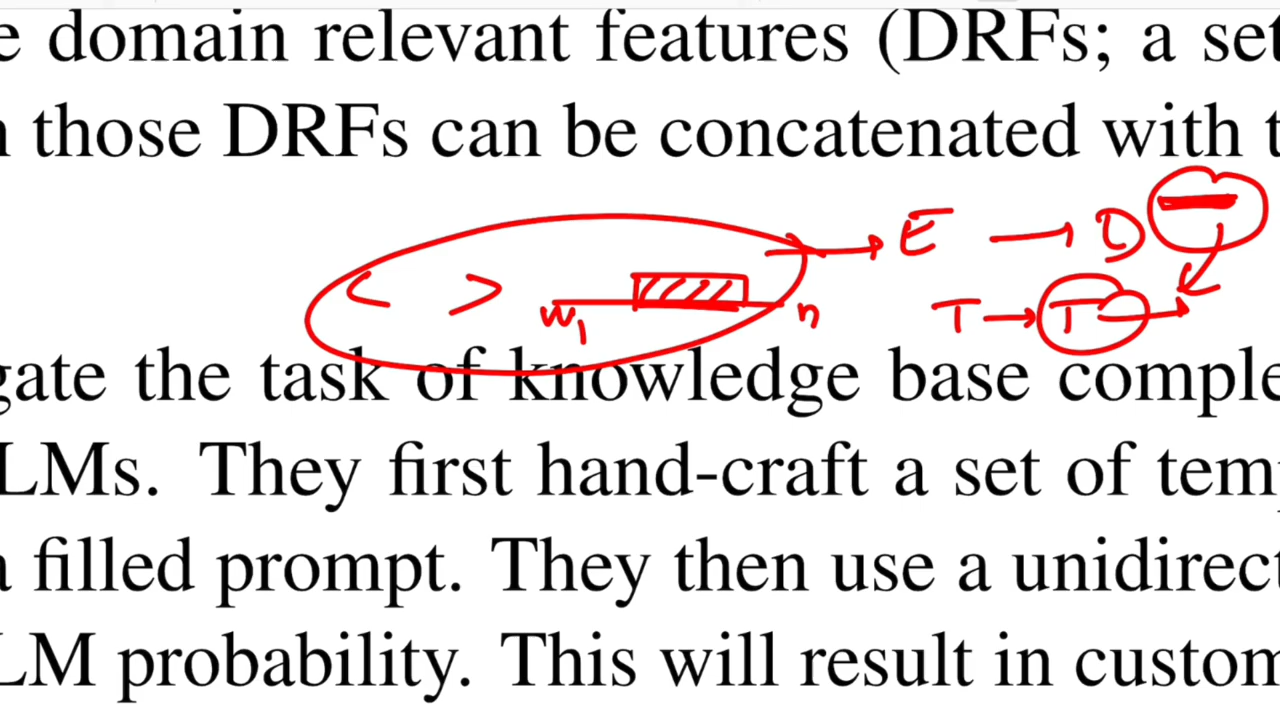 e domain relevant features (DRFs; a set
n those DRFs can be concatenated with t
E → D
< > w1 n T → T →
gate the task of knowledge base comple
LMs. They first hand-craft a set of temp
a filled prompt. They then use a unidirect
LM probability. This will result in custom